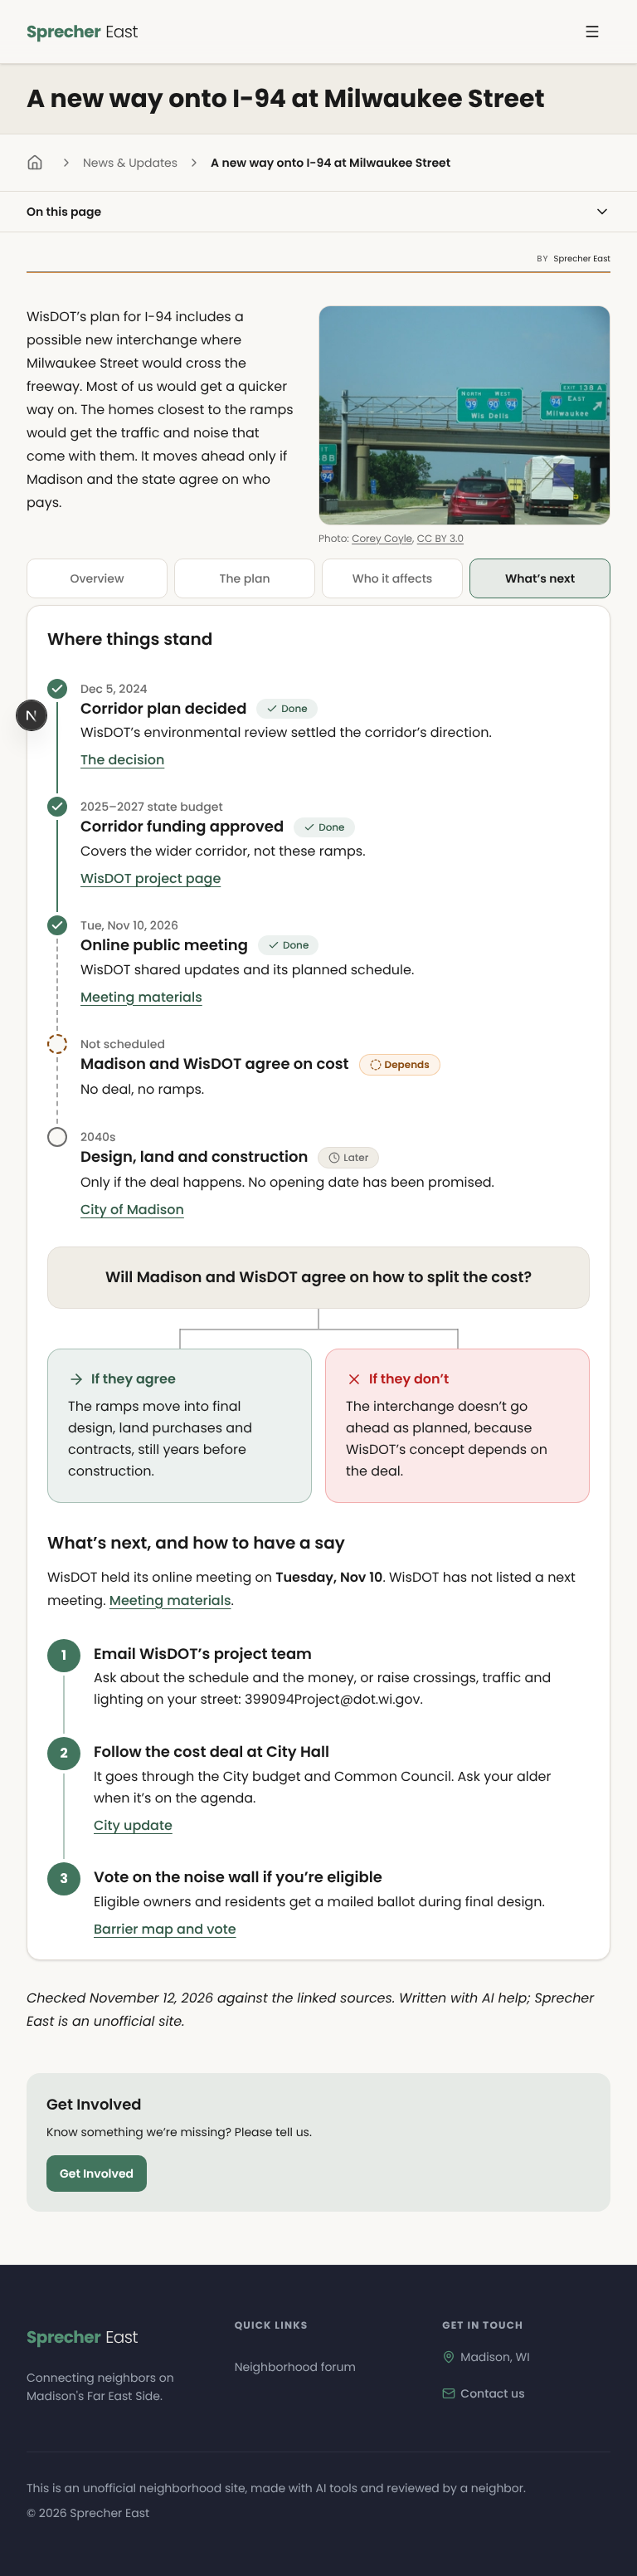 Sprecher East
A new way onto I-94 at Milwaukee Street
News & Updates
A new way onto I-94 at Milwaukee Street
On this page
BY Sprecher East
WisDOT's plan for I-94 includes a
possible new interchange where
Milwaukee Street would cross the
freeway. Most of us would get a quicker
way on. The homes closest to the ramps
would get the traffic and noise that
come with them. It moves ahead only if
Madison and the state agree on who
pays.
NORTH WEST
39 90 94
Wis Dells
EXIT 138 A
94 EAST
Milwaukee
8B
94
Photo: Corey Coyle, CC BY 3.0
Overview
The plan
Who it affects
What's next
Where things stand
Dec 5, 2024
Corridor plan decided
Done
WisDOT's environmental review settled the corridor's direction.
The decision
N
2025–2027 state budget
Corridor funding approved
Done
Covers the wider corridor, not these ramps.
WisDOT project page
Tue, Nov 10, 2026
Online public meeting
Done
WisDOT shared updates and its planned schedule.
Meeting materials
Not scheduled
Madison and WisDOT agree on cost
Depends
No deal, no ramps.
2040s
Design, land and construction
Later
Only if the deal happens. No opening date has been promised.
City of Madison
Will Madison and WisDOT agree on how to split the cost?
If they agree
The ramps move into final
design, land purchases and
contracts, still years before
construction.
If they don't
The interchange doesn't go
ahead as planned, because
WisDOT's concept depends on
the deal.
What's next, and how to have a say
WisDOT held its online meeting on Tuesday, Nov 10. WisDOT has not listed a next
meeting. Meeting materials.
1
Email WisDOT's project team
Ask about the schedule and the money, or raise crossings, traffic and
lighting on your street: 399094Project@dot.wi.gov.
2
Follow the cost deal at City Hall
It goes through the City budget and Common Council. Ask your alder
when it's on the agenda.
City update
3
Vote on the noise wall if you're eligible
Eligible owners and residents get a mailed ballot during final design.
Barrier map and vote
Checked November 12, 2026 against the linked sources. Written with AI help; Sprecher
East is an unofficial site.
Get Involved
Know something we're missing? Please tell us.
Get Involved
Sprecher East
Connecting neighbors on
Madison's Far East Side.
QUICK LINKS
Neighborhood forum
GET IN TOUCH
Madison, WI
Contact us
This is an unofficial neighborhood site, made with AI tools and reviewed by a neighbor.
© 2026 Sprecher East